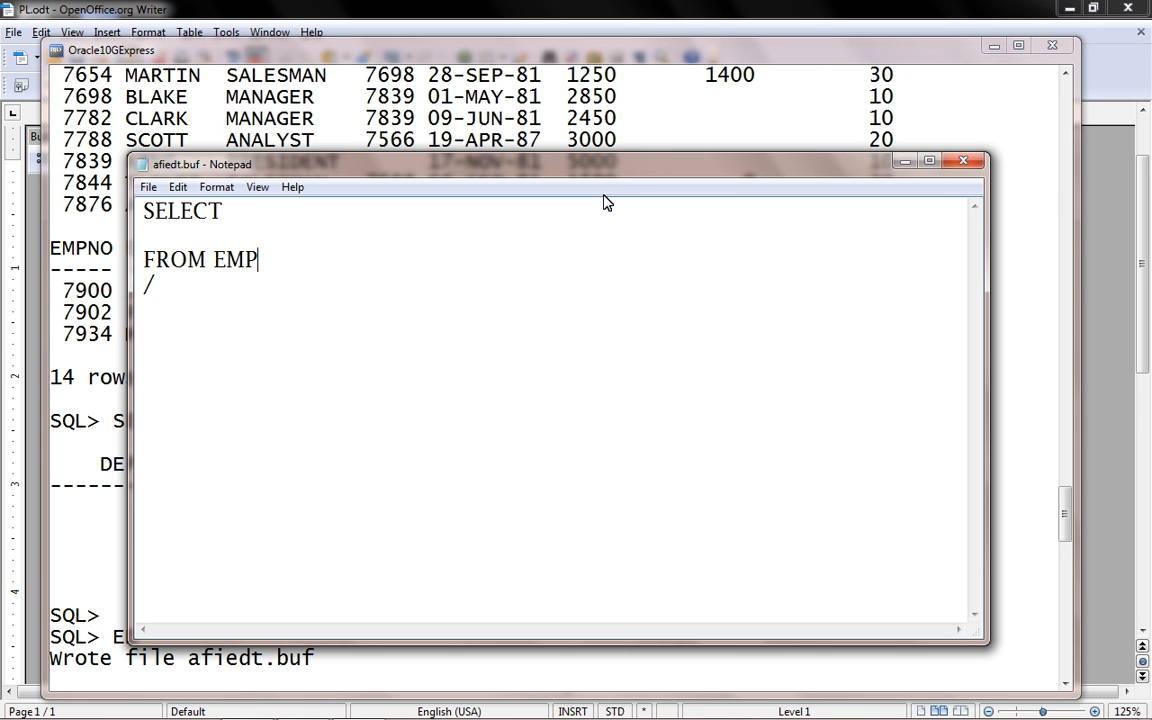 PL.odt - OpenOffice.org Writer
File Edit View Insert Format Table Tools Window Help
Oracle10GExpress
7654 MARTIN SALESMAN 7698 28-SEP-81 1250 1400 30
7698 BLAKE MANAGER 7839 01-MAY-81 2850 10
7782 CLARK MANAGER 7839 09-JUN-81 2450 10
7788 SCOTT ANALYST 7566 19-APR-87 3000 20
7839
7844
7876
EMPNO
-----
7900
7902
7934
14 row
SQL> S
DE
------
SQL>
SQL> E
Wrote file afiedt.buf
afiedt.buf - Notepad
File Edit Format View Help
SELECT
FROM EMP
/
Page 1 / 1 Default English (USA) INSRT STD * Level 1 125%